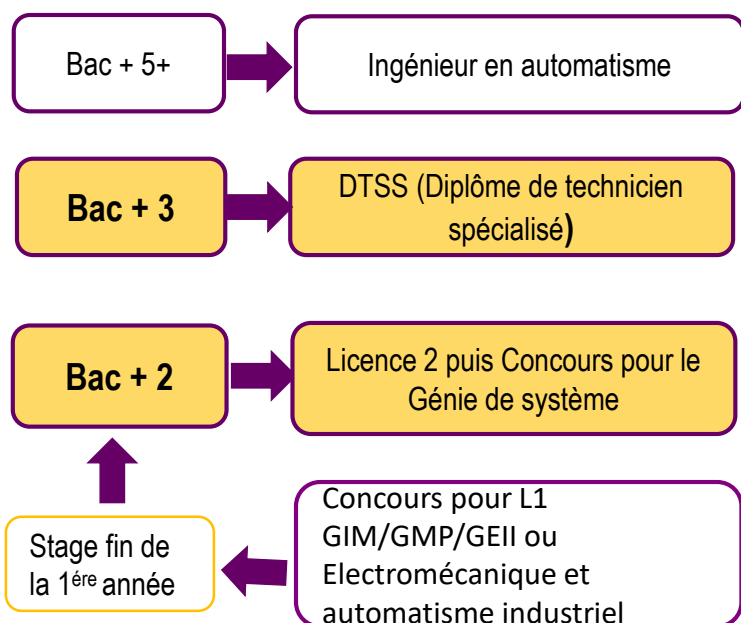 Bac + 5+
Ingénieur en automatisme
Bac + 3
DTSS (Diplôme de technicien
spécialisé)
Bac + 2
Licence 2 puis Concours pour le
Génie de système
Stage fin de
la 1ére année
Concours pour L1
GIM/GMP/GEII ou
Electromécanique et
automatisme industriel